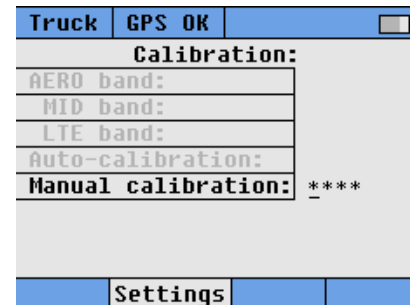 Truck GPS OK
Calibration:
AERO band:
MID band:
LTE band:
Auto-calibration:
Manual calibration: ****
Settings